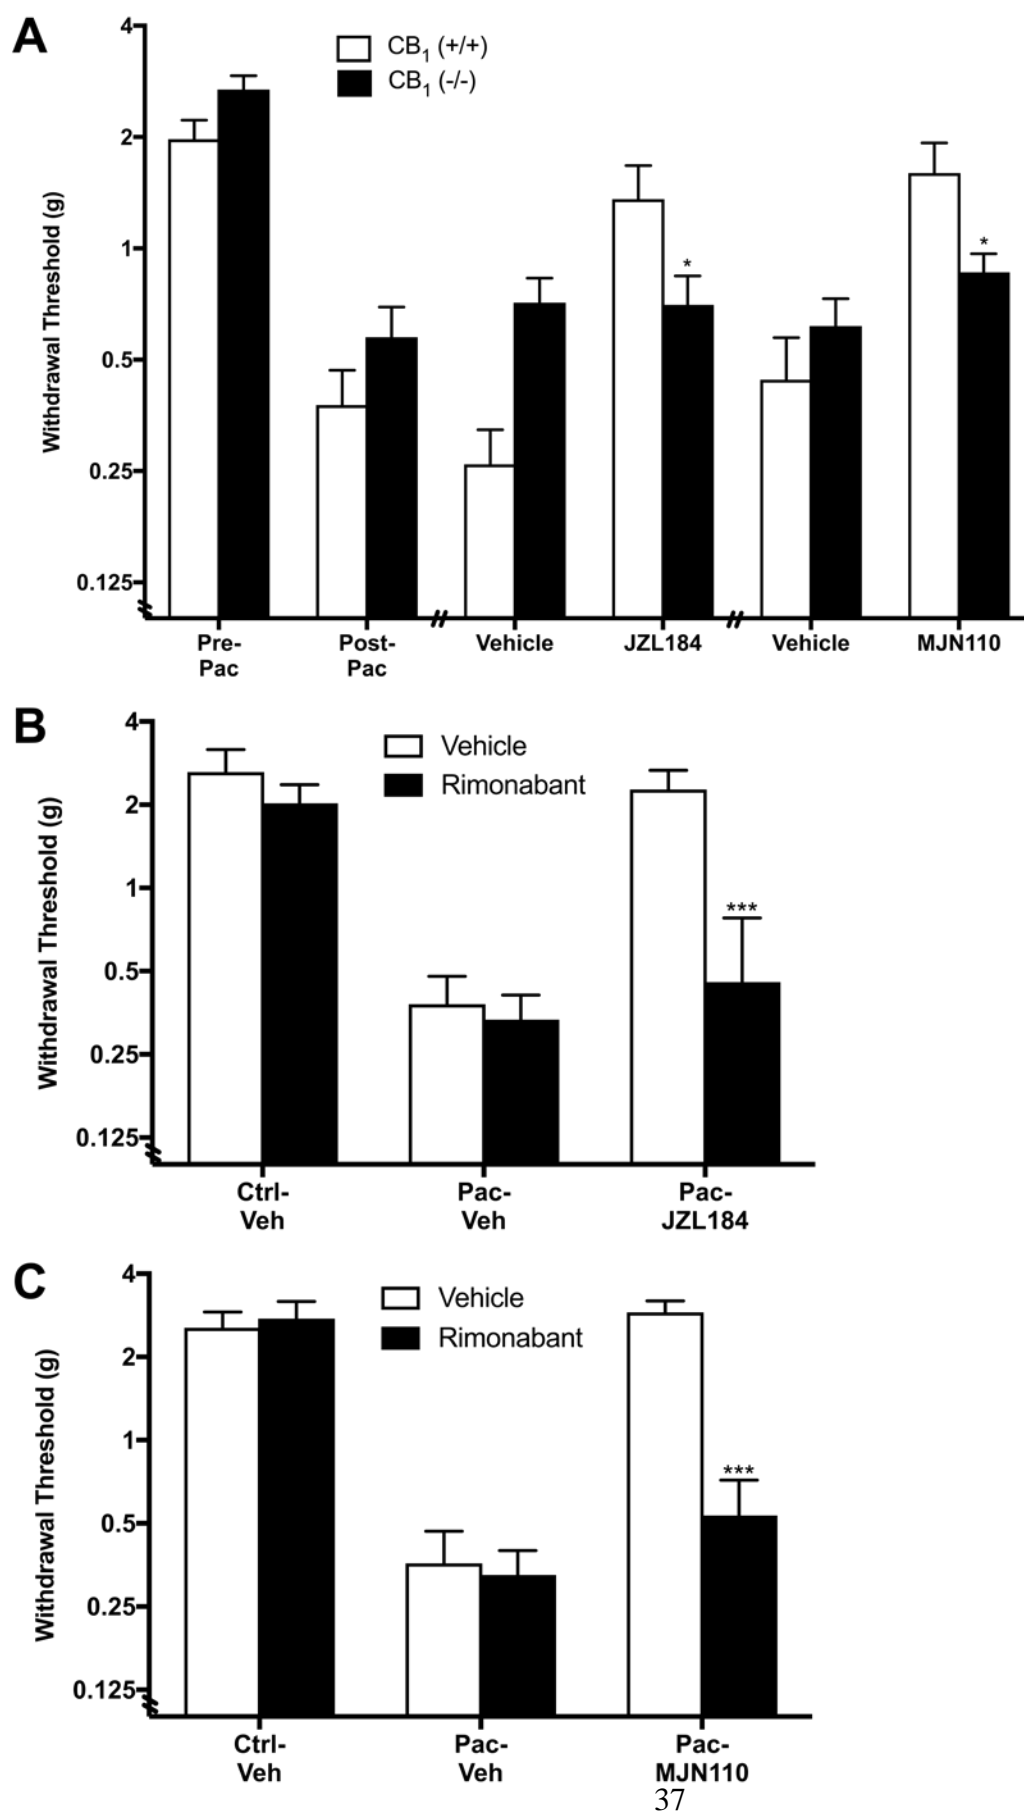 A
4
2
1
0.5
0.25
0.125
Withdrawal Threshold (g)
CB1 (+/+)
CB1 (-/-)
*
*
Pre-
Pac
Post-
Pac
Vehicle
JZL184
Vehicle
MJN110
B
4
2
1
0.5
0.25
0.125
Withdrawal Threshold (g)
Vehicle
Rimonabant
***
Ctrl-
Veh
Pac-
Veh
Pac-
JZL184
C
4
2
1
0.5
0.25
0.125
Withdrawal Threshold (g)
Vehicle
Rimonabant
***
Ctrl-
Veh
Pac-
Veh
Pac-
MJN110
37